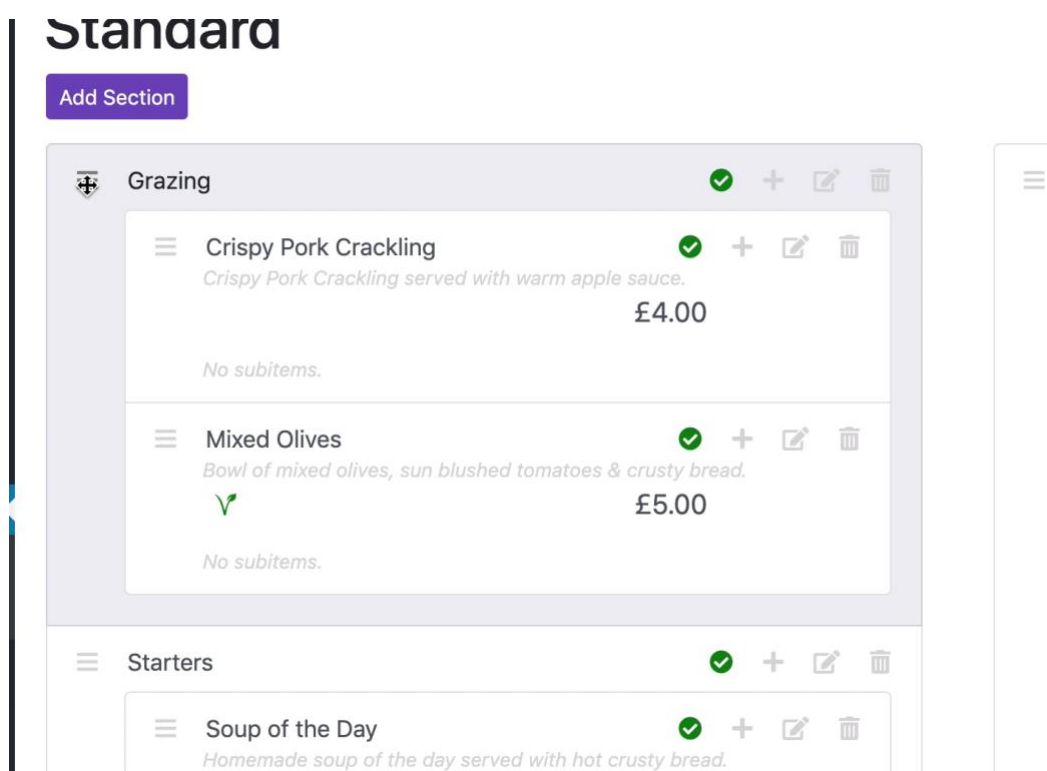 Standard
Add Section
Grazing
Crispy Pork Crackling
Crispy Pork Crackling served with warm apple sauce.
£4.00
No subitems.
Mixed Olives
Bowl of mixed olives, sun blushed tomatoes & crusty bread.
£5.00
No subitems.
Starters
Soup of the Day
Homemade soup of the day served with hot crusty bread.